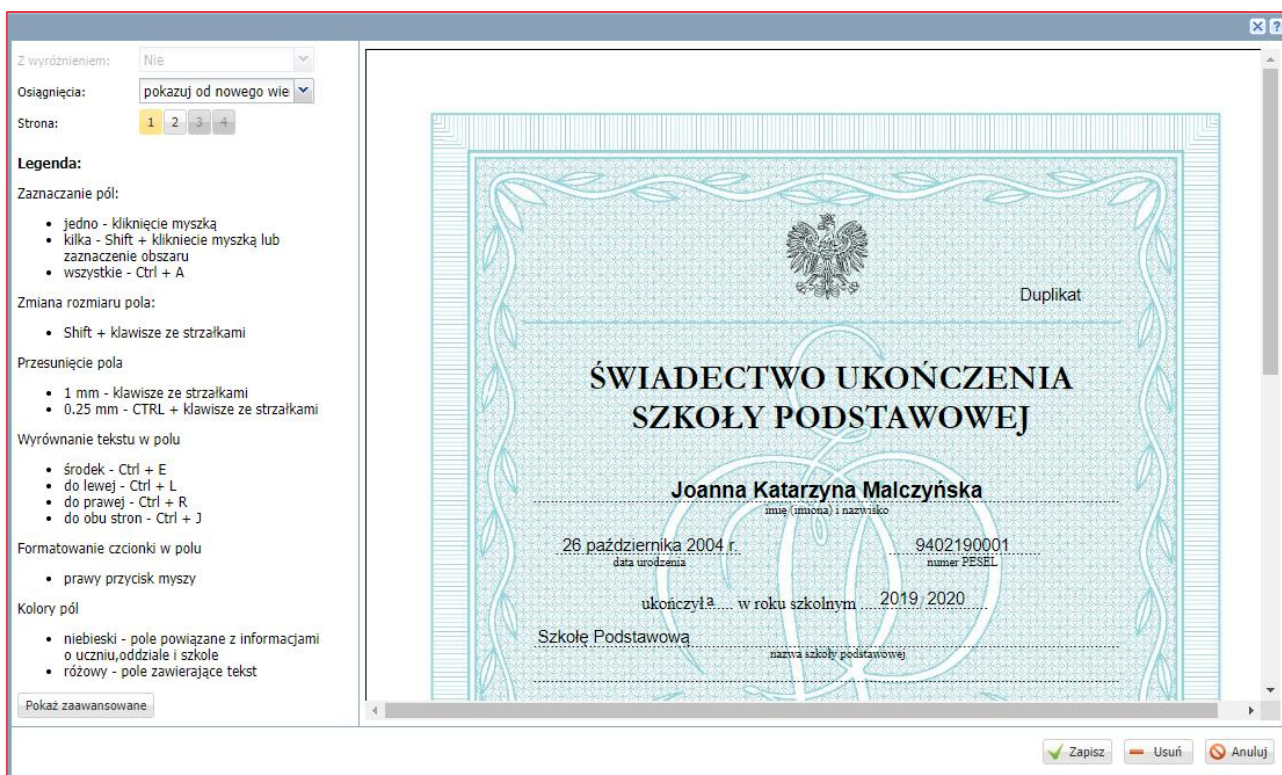 Z wyróżnieniem: Nie
Osiągnięcia: pokazuj od nowego wie
Strona: 1 2 3 4
Legenda:
Zaznaczanie pól:
• jedno - kliknięcie myszką
• kilka - Shift + klikniecie myszką lub
zaznaczenie obszaru
• wszystkie - Ctrl + A
Zmiana rozmiaru pola:
• Shift + klawisze ze strzałkami
Przesunięcie pola
• 1 mm - klawisze ze strzałkami
• 0.25 mm - CTRL + klawisze ze strzałkami
Wyrównanie tekstu w polu
• środek - Ctrl + E
• do lewej - Ctrl + L
• do prawej - Ctrl + R
• do obu stron - Ctrl + J
Formatowanie czcionki w polu
• prawy przycisk myszy
Kolory pól
• niebieski - pole powiązane z informacjami
o uczniu,oddziale i szkole
• różowy - pole zawierające tekst
Pokaż zaawansowane
Duplikat
ŚWIADECTWO UKOŃCZENIA
SZKOŁY PODSTAWOWEJ
Joanna Katarzyna Malczyńska
imię (imiona) i nazwisko
26 października 2004 r. 9402190001
data urodzenia numer PESEL
ukończył a w roku szkolnym 2019/2020
Szkołę Podstawową
nazwa szkoły podstawowej
Zapisz Usuń Anuluj